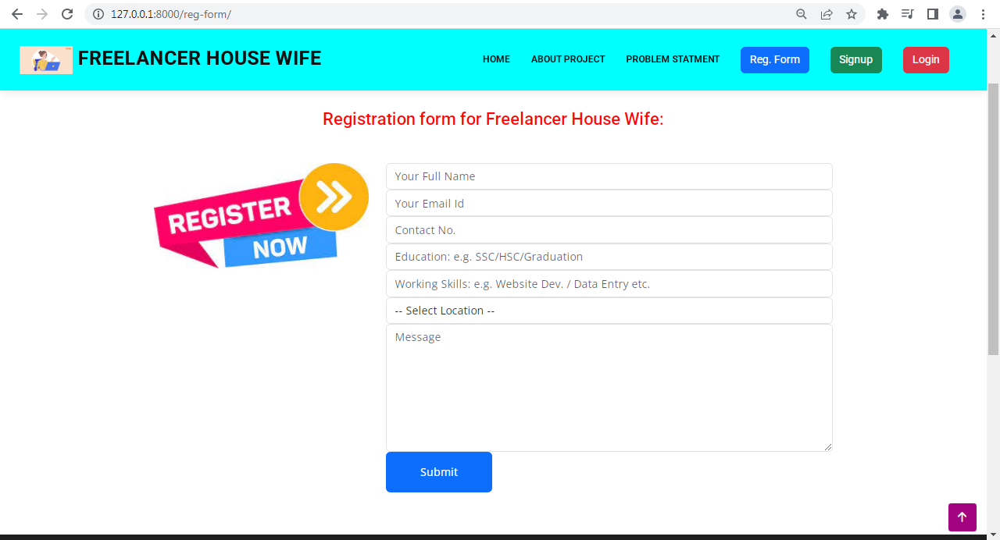 127.0.0.1:8000/reg-form/
FREELANCER HOUSE WIFE
HOME ABOUT PROJECT PROBLEM STATMENT Reg. Form Signup Login
Registration form for Freelancer House Wife:
REGISTER
NOW
Your Full Name
Your Email Id
Contact No.
Education: e.g. SSC/HSC/Graduation
Working Skills: e.g. Website Dev. / Data Entry etc.
-- Select Location --
Message
Submit